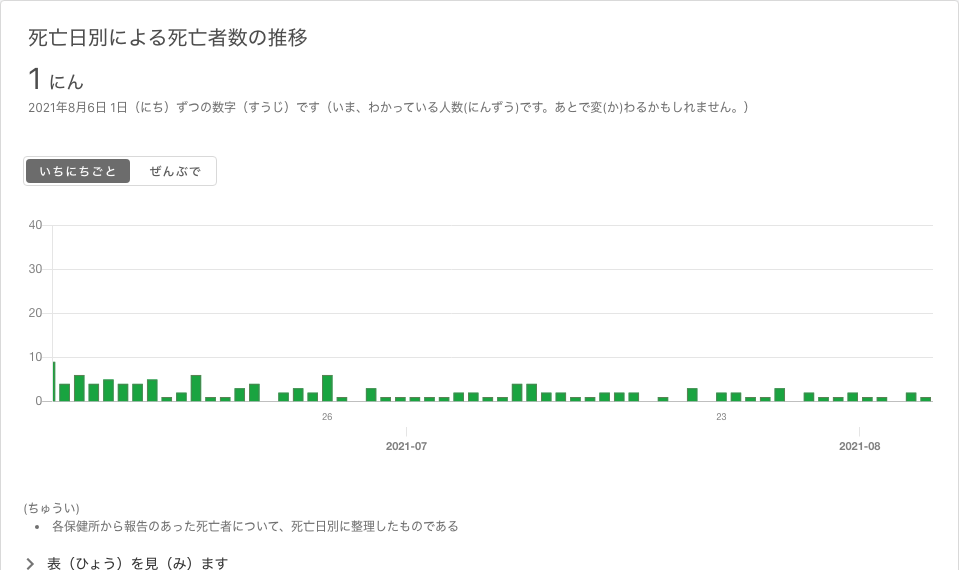 死亡日別による死亡者数の推移
1 にん
2021年8月6日 1日（にち）ずつの数字（すうじ）です（いま、わかっている人数(にんずう)です。あとで変(か)わるかもしれません。）
いちにちごと ぜんぶで
40
30
20
10
0
26 23
2021-07 2021-08
(ちゅうい)
• 各保健所から報告のあった死亡者について、死亡日別に整理したものである
表（ひょう）を見（み）ます